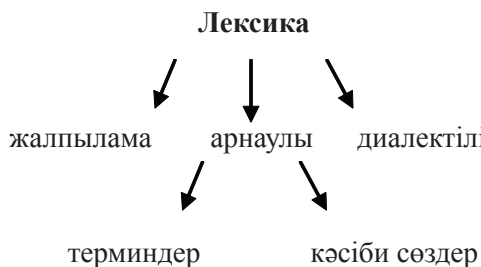 Лексика
жалпылама арнаулы диалектілі
терминдер кәсіби сөздер